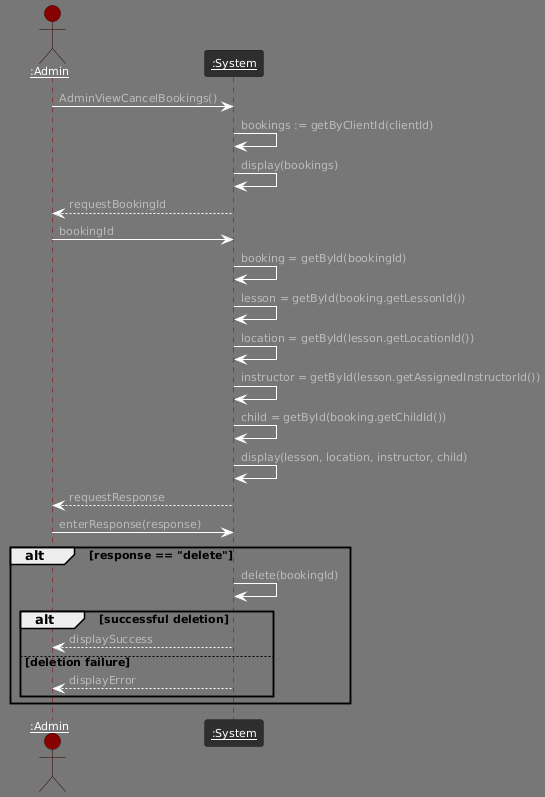 :Admin
:System
AdminViewCancelBookings()
bookings := getByClientId(clientId)
display(bookings)
requestBookingId
bookingId
booking = getById(bookingId)
lesson = getById(booking.getLessonId())
location = getById(lesson.getLocationId())
instructor = getById(lesson.getAssignedInstructorId())
child = getById(booking.getChildId())
display(lesson, location, instructor, child)
requestResponse
enterResponse(response)
alt [response == "delete"]
delete(bookingId)
alt [successful deletion]
displaySuccess
[deletion failure]
displayError
:Admin
:System